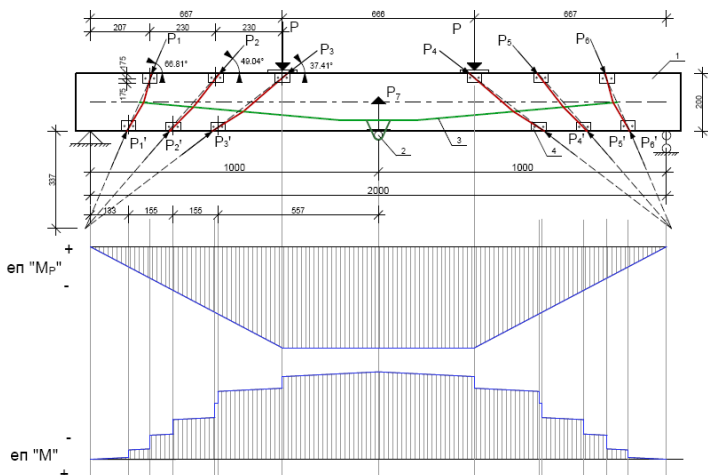 667 666 667
207 230 230
P P
P1 P2 P3 P4 P5 P6 1
66.81° 49.04° 37.41°
175
175
200
P7
P1' P2' P3' 2 3 4 P4' P5' P6'
337
1000 1000
2000
133 155 155 557
+
еп "MP"
-
-
еп "M"
+